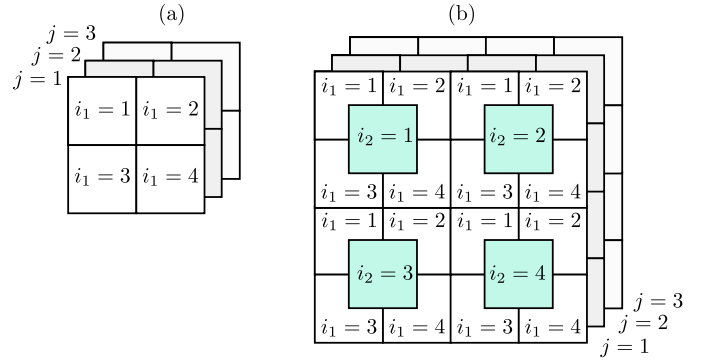 (a)
j = 3
j = 2
j = 1
i₁ = 1 i₁ = 2
i₁ = 3 i₁ = 4
(b)
i₁ = 1 i₁ = 2 i₁ = 1 i₁ = 2
i₂ = 1 i₂ = 2
i₁ = 3 i₁ = 4 i₁ = 3 i₁ = 4
i₁ = 1 i₁ = 2 i₁ = 1 i₁ = 2
i₂ = 3 i₂ = 4
i₁ = 3 i₁ = 4 i₁ = 3 i₁ = 4
j = 3
j = 2
j = 1